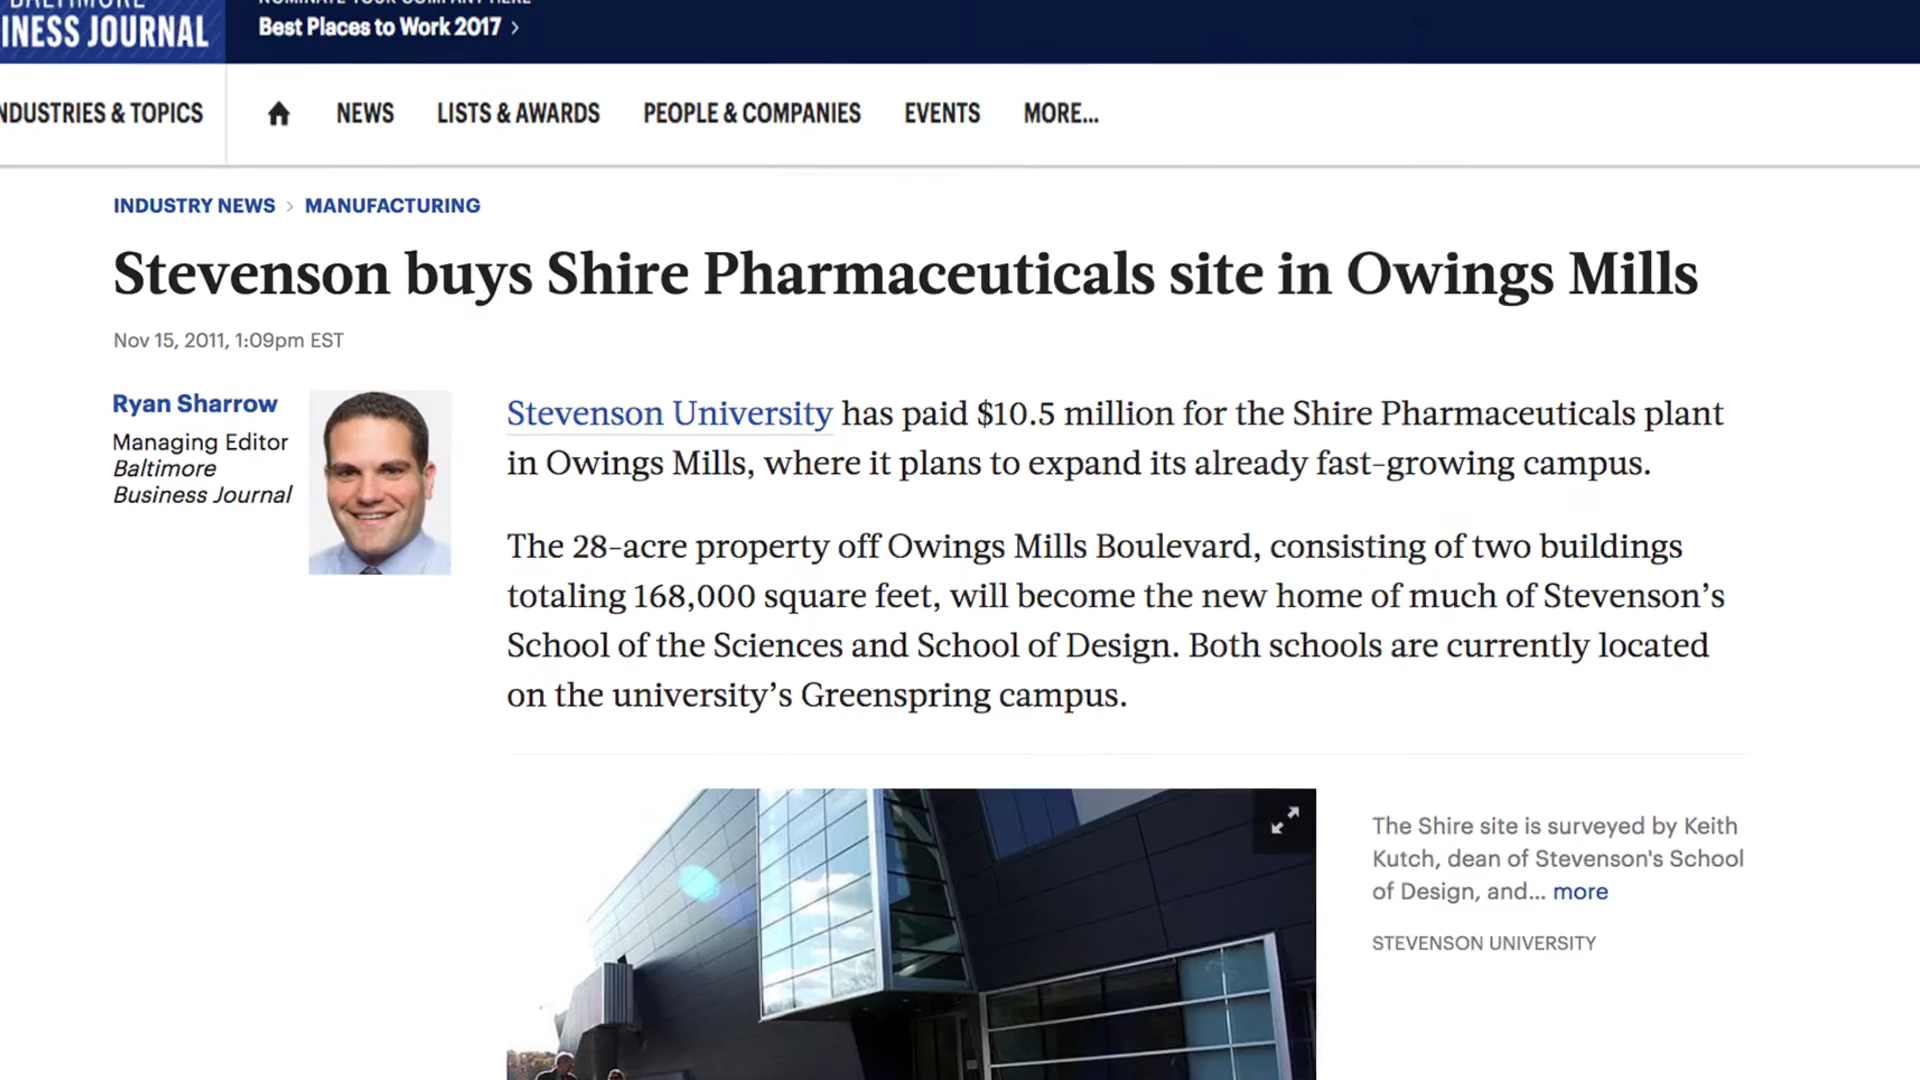 BALTIMORE
INESS JOURNAL
NOMINATE YOUR COMPANY HERE
Best Places to Work 2017 >
NDUSTRIES & TOPICS
NEWS
LISTS & AWARDS
PEOPLE & COMPANIES
EVENTS
MORE...
INDUSTRY NEWS > MANUFACTURING
Stevenson buys Shire Pharmaceuticals site in Owings Mills
Nov 15, 2011, 1:09pm EST
Ryan Sharrow
Managing Editor
Baltimore
Business Journal
Stevenson University has paid $10.5 million for the Shire Pharmaceuticals plant
in Owings Mills, where it plans to expand its already fast-growing campus.
The 28-acre property off Owings Mills Boulevard, consisting of two buildings
totaling 168,000 square feet, will become the new home of much of Stevenson’s
School of the Sciences and School of Design. Both schools are currently located
on the university’s Greenspring campus.
The Shire site is surveyed by Keith
Kutch, dean of Stevenson's School
of Design, and... more
STEVENSON UNIVERSITY